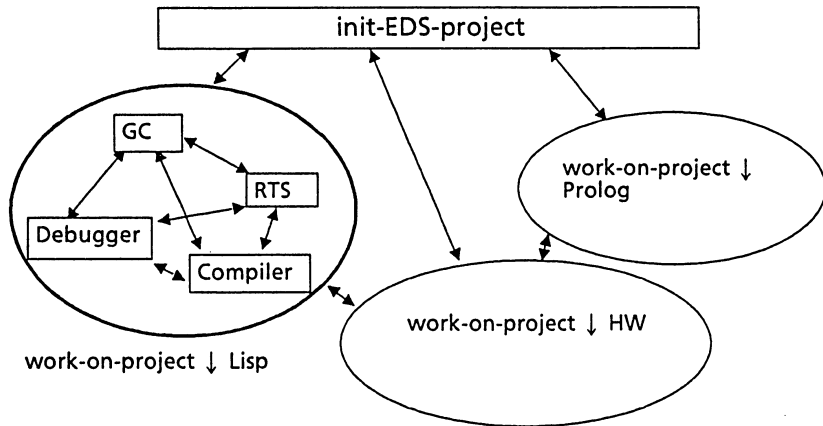 init-EDS-project
GC
RTS
Debugger
Compiler
work-on-project ↓ Lisp
work-on-project ↓
Prolog
work-on-project ↓ HW